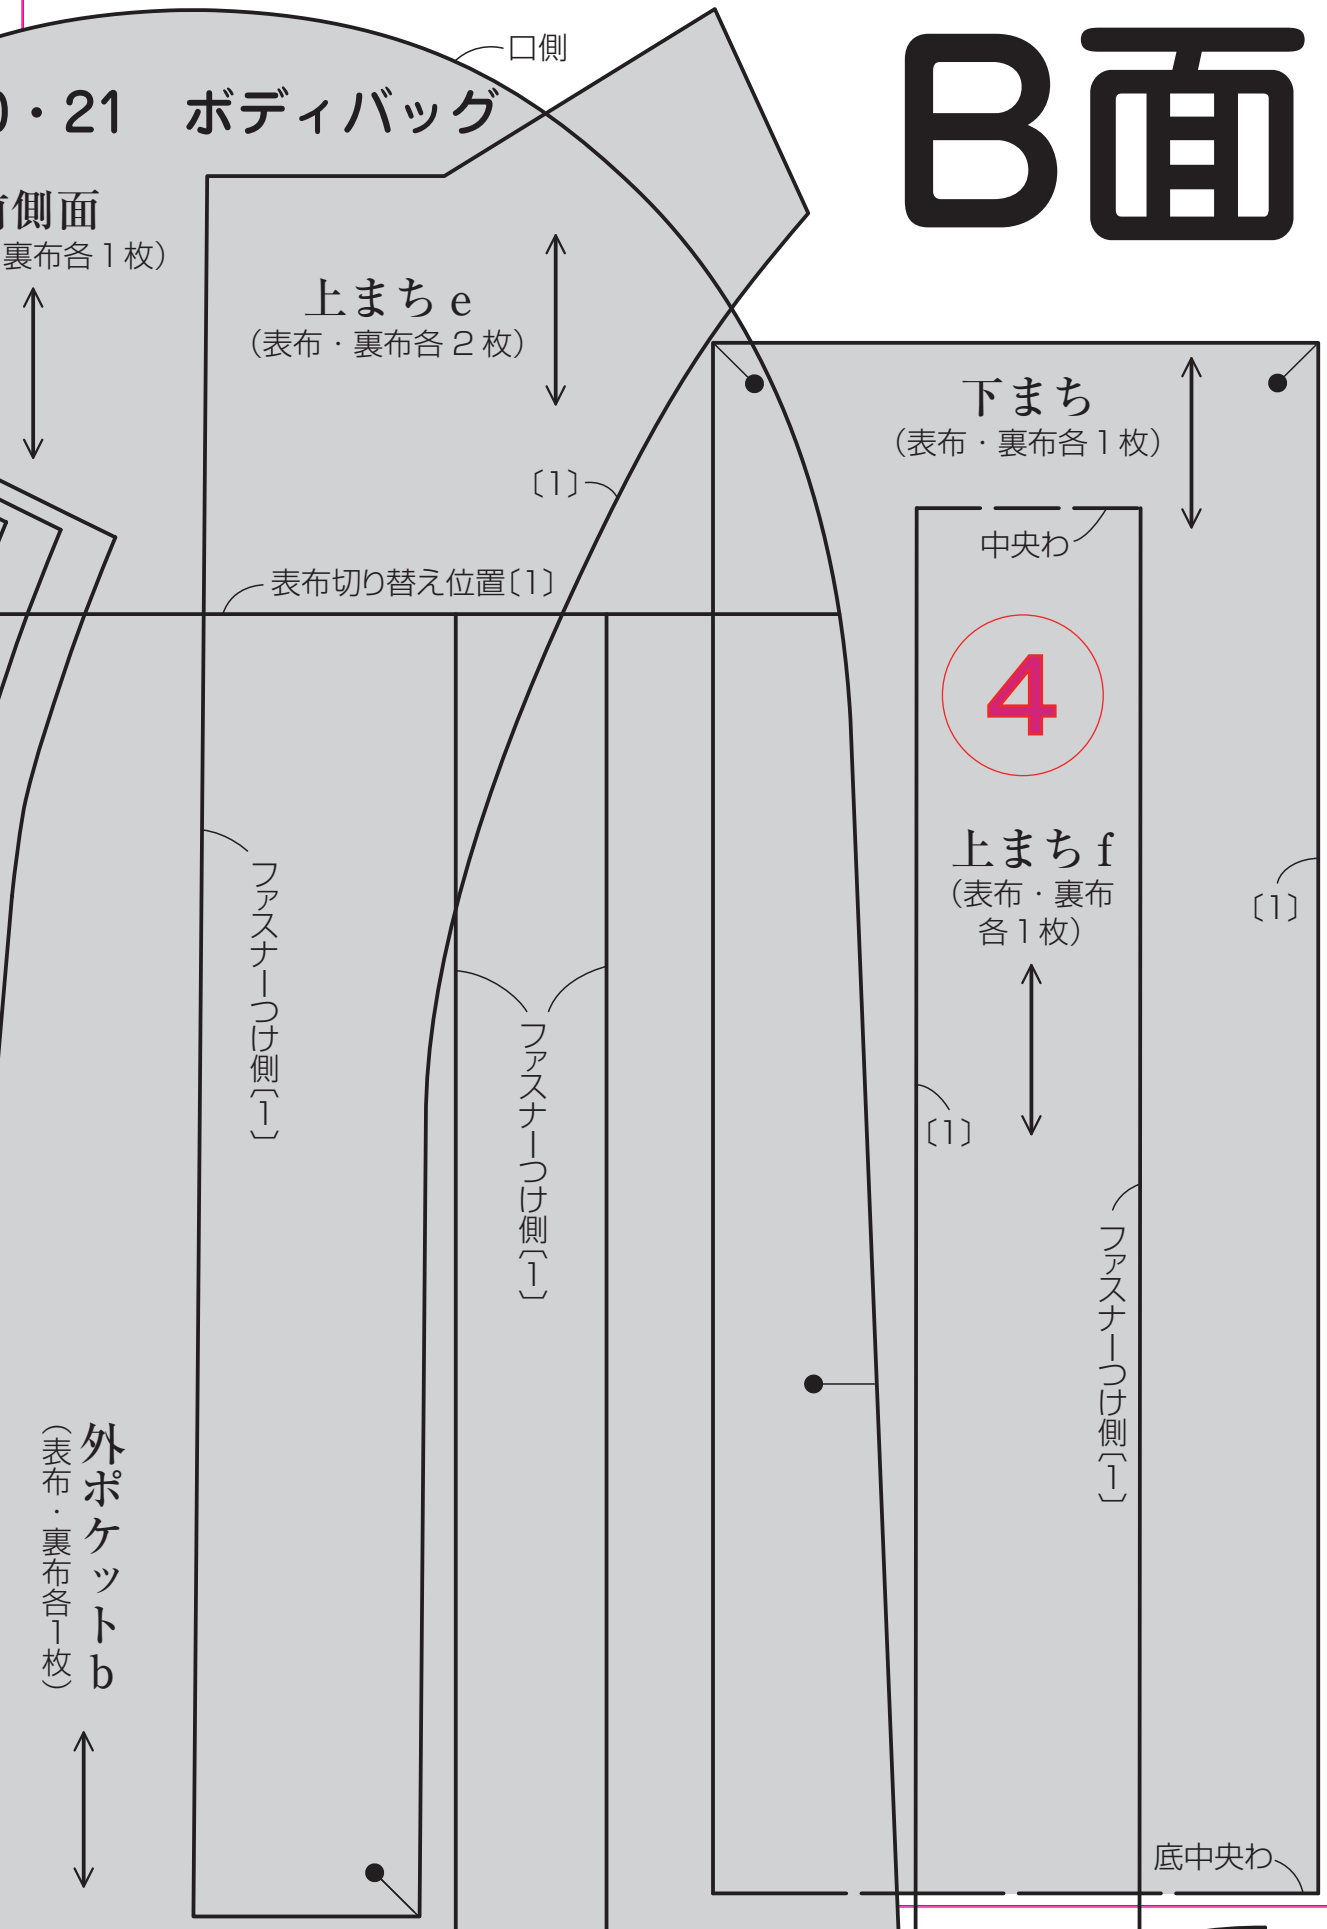 B面
口側
・21 ボディバッグ
側面
裏布各1枚)
上まち e
(表布・裏布各2枚)
下まち
(表布・裏布各1枚)
〔1〕
中央わ
表布切り替え位置〔1〕
4
上まち f
(表布・裏布
各1枚)
〔1〕
ファスナーつけ側〔1〕
ファスナーつけ側〔1〕
〔1〕
ファスナーつけ側〔1〕
外ポケットb
(表布・裏布各1枚)
底中央わ